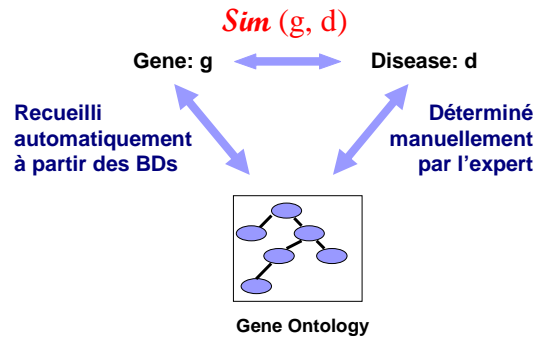 Sim (g, d)
Gene: g Disease: d
Recueilli
automatiquement
à partir des BDs
Déterminé
manuellement
par l'expert
Gene Ontology